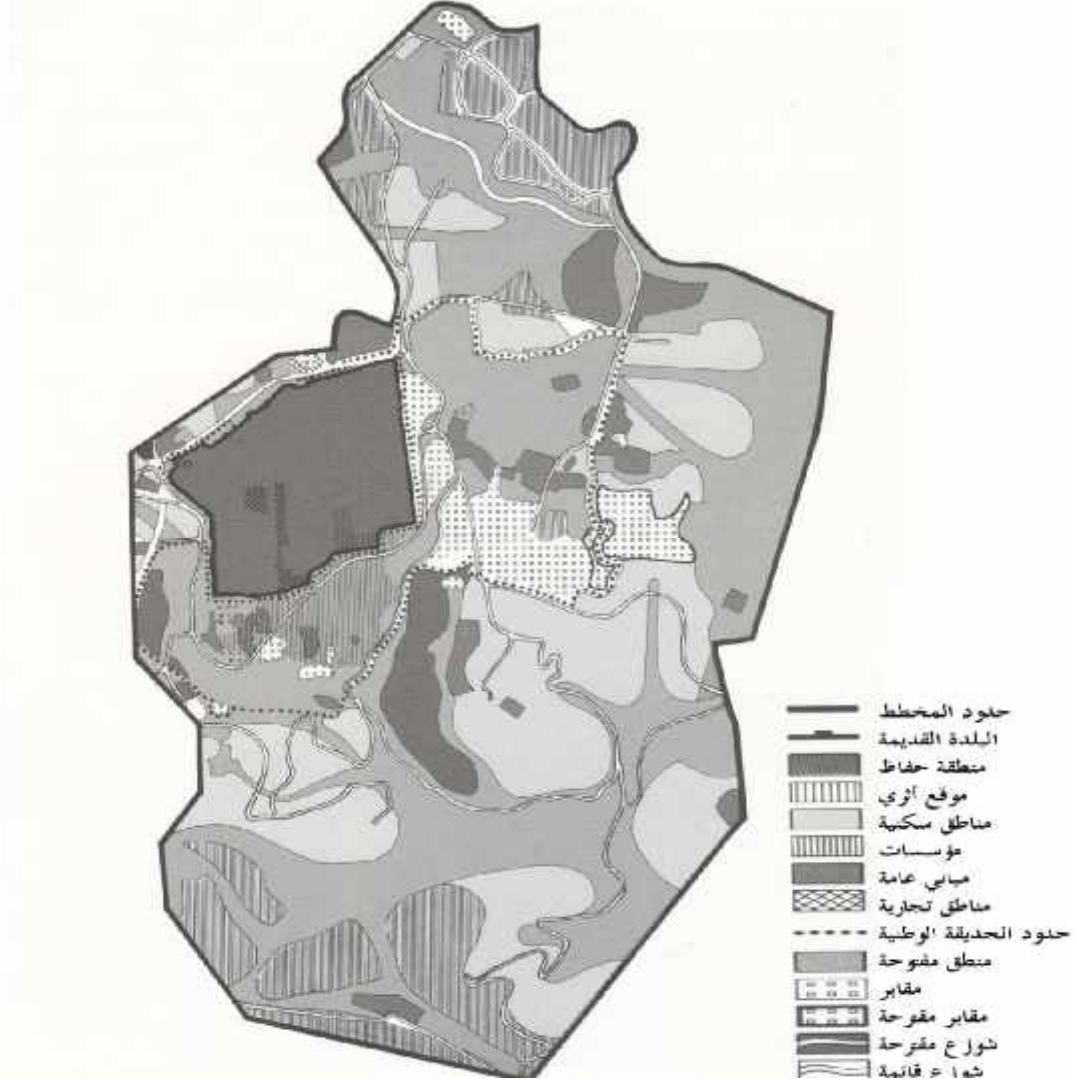 حدود المخطط
البلدة القديمة
منطقة حفاظ
موقع أثري
مناطق سكنية
مؤسسات
مباني عامة
مناطق تجارية
حدود الحديقة الوطنية
منطق مفتوحة
مقابر
مقابر مقترحة
شوارع مقترحة
شوارع قائمة